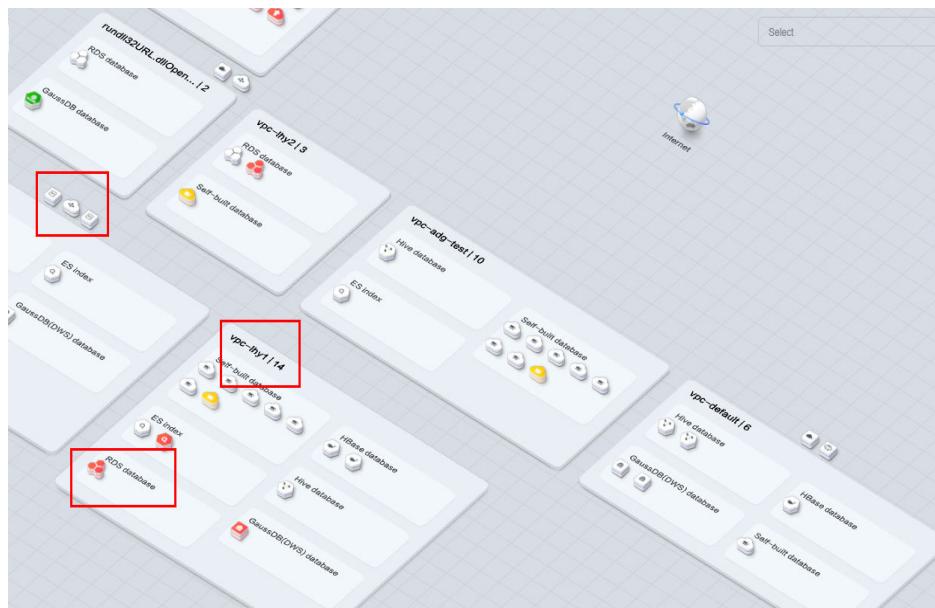 Select
Internet
rundll32URL.dllOpen... | 2
RDS database
GaussDB database
vpc-lhy2 | 3
RDS database
Self-built database
vpc-adg-test | 10
Hive database
ES index
Self-built database
ES index
GaussDB(DWS) database
vpc-lhy1 | 14
Self-built database
ES index
RDS database
HBase database
Hive database
GaussDB(DWS) database
vpc-default | 6
Hive database
GaussDB(DWS) database
HBase database
Self-built database